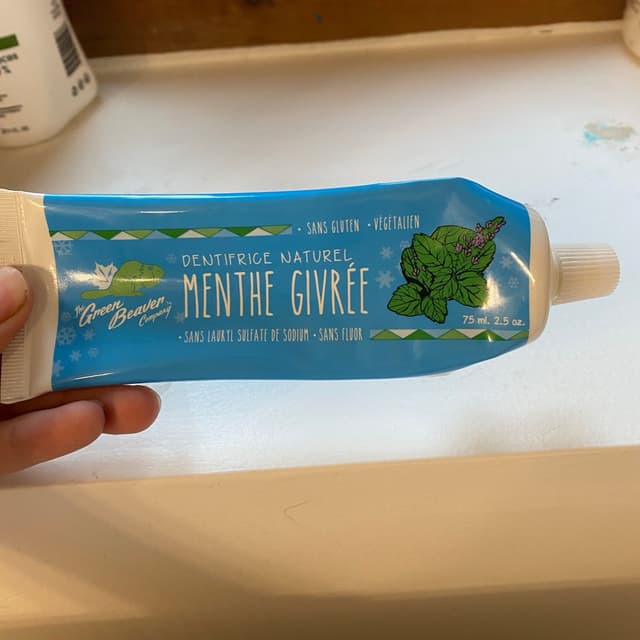 • SANS GLUTEN • VÉGÉTALIEN
DENTIFRICE NATUREL
MENTHE GIVRÉE
The Green Beaver Company™
• SANS LAURYL SULFATE DE SODIUM • SANS FLUOR
75 ml. 2.5 oz.